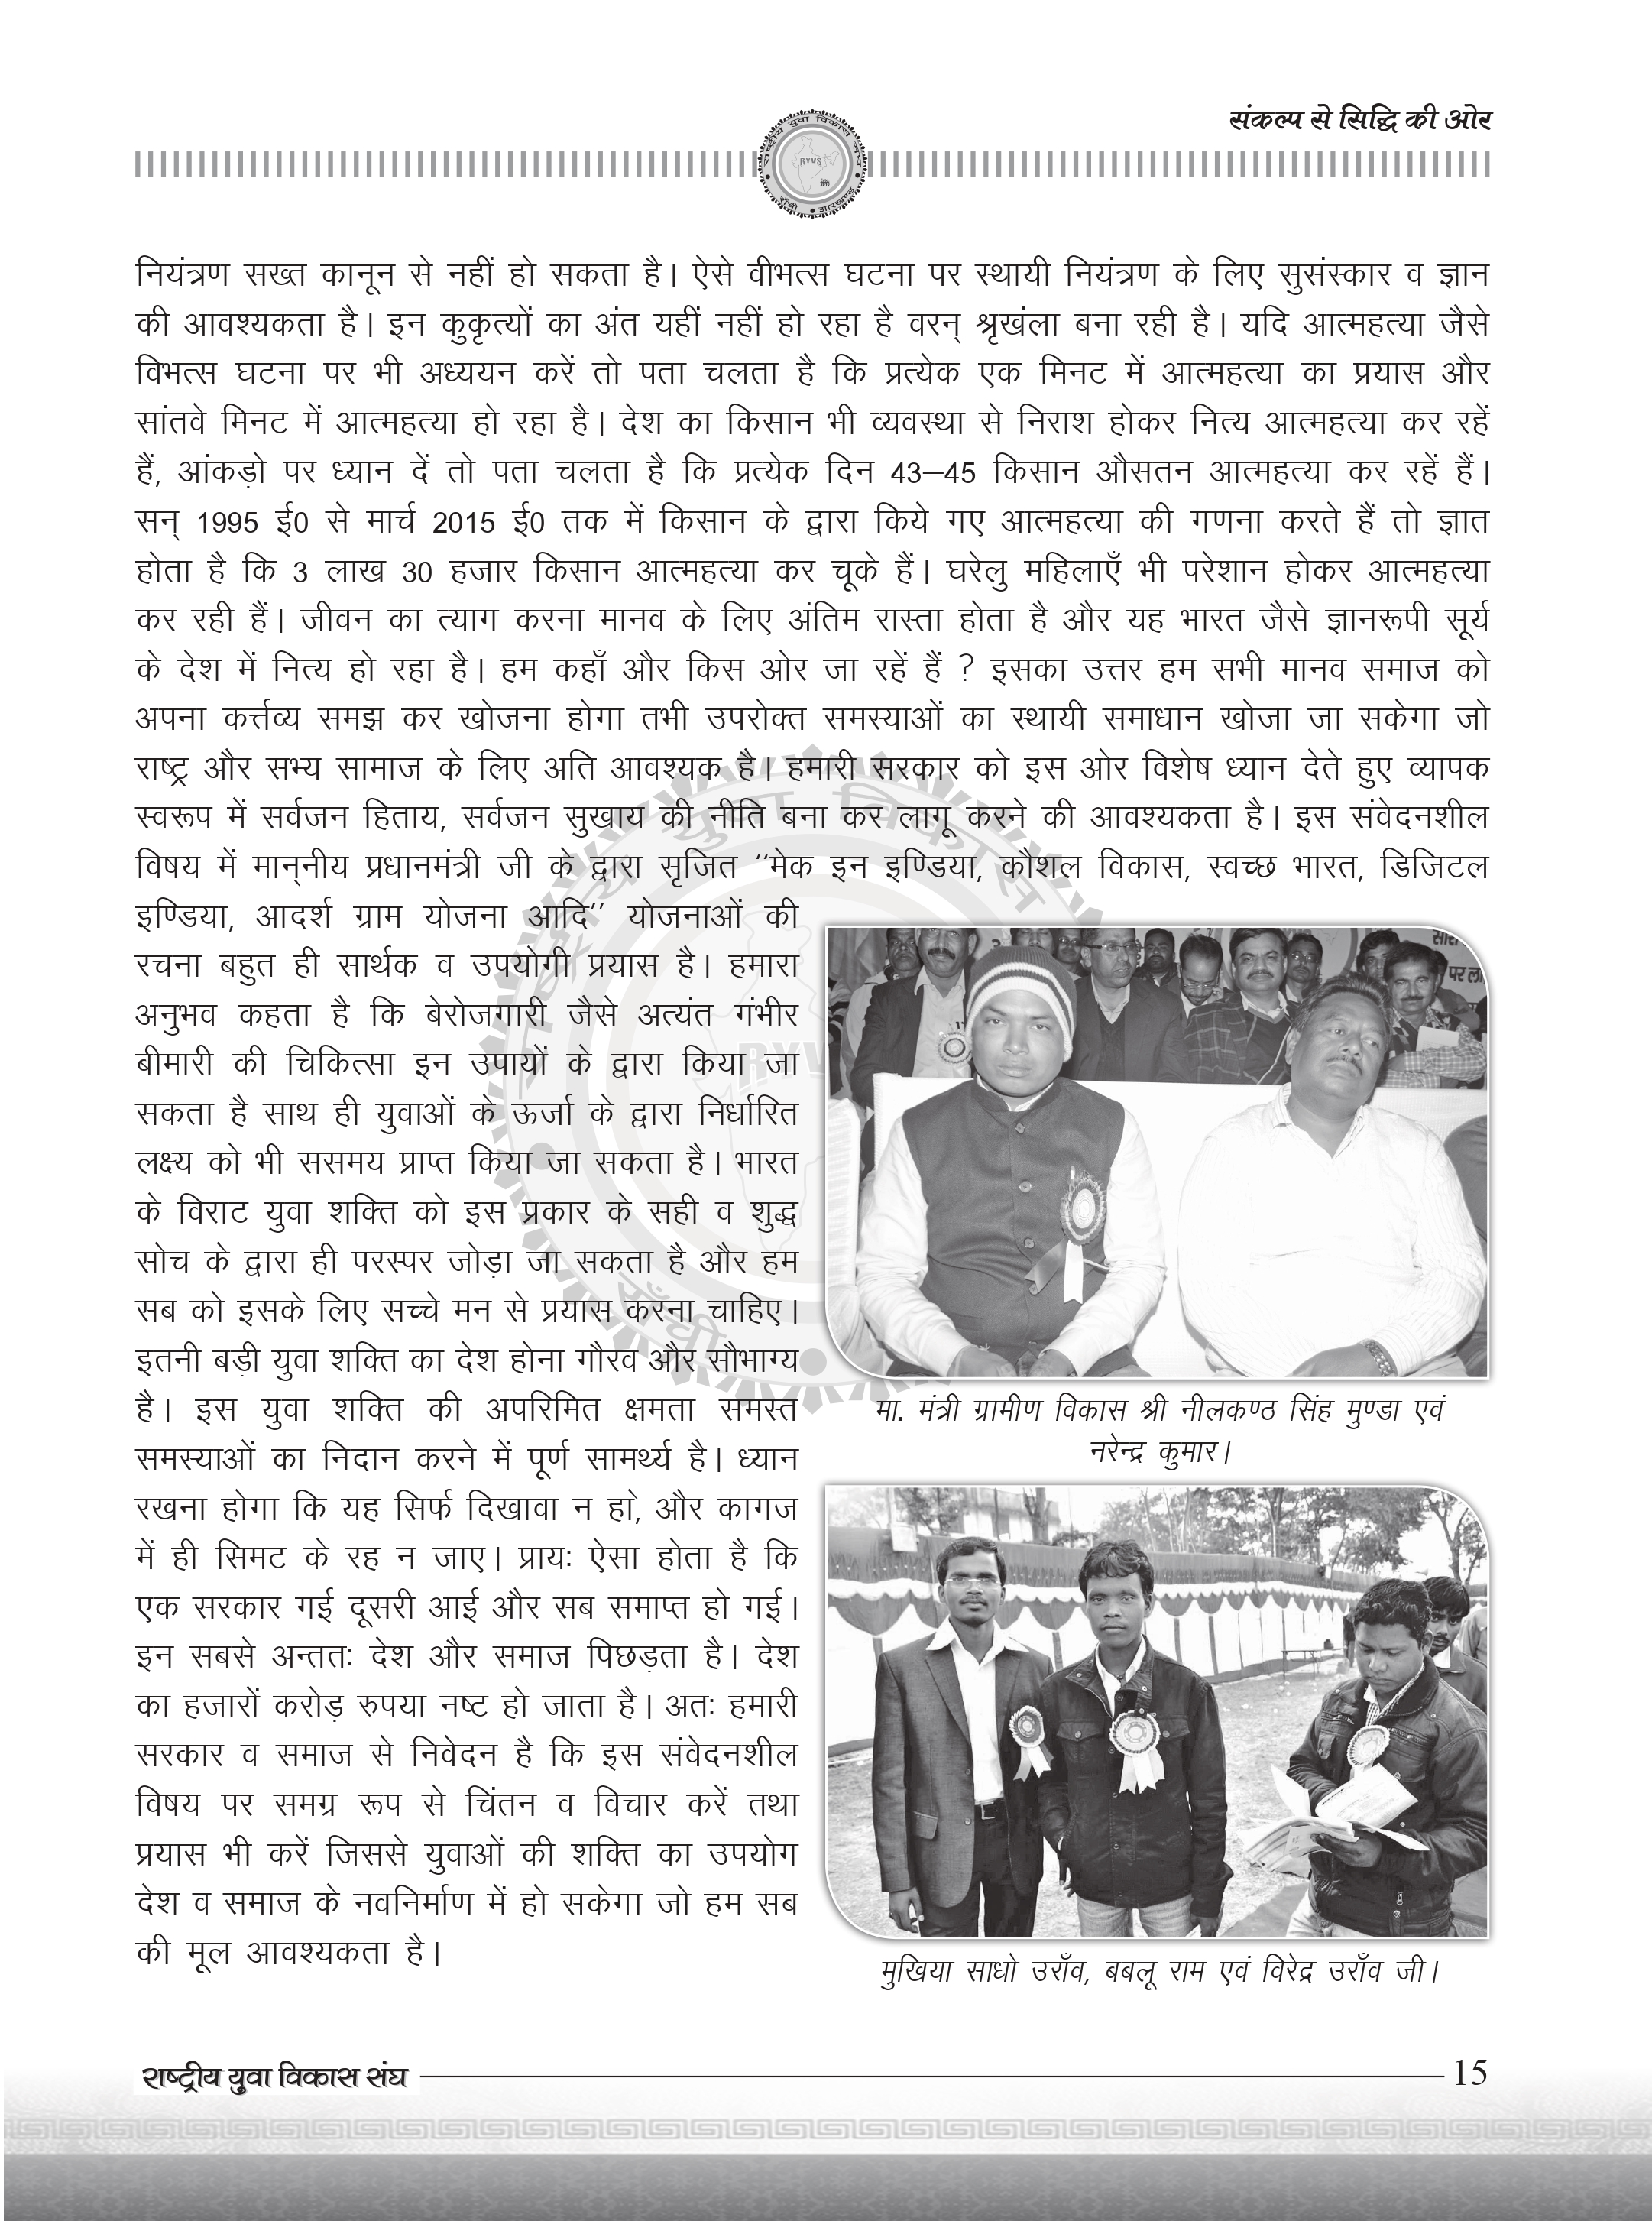 संकल्प से सिद्धि की ओर
राष्ट्रीय युवा विकास संघ
RYVS
राँची • झारखण्ड
नियंत्रण सख्त कानून से नहीं हो सकता है। ऐसे वीभत्स घटना पर स्थायी नियंत्रण के लिए सुसंस्कार व ज्ञान
की आवश्यकता है। इन कुकृत्यों का अंत यहीं नहीं हो रहा है वरन् श्रृखंला बना रही है। यदि आत्महत्या जैसे
विभत्स घटना पर भी अध्ययन करें तो पता चलता है कि प्रत्येक एक मिनट में आत्महत्या का प्रयास और
सांतवे मिनट में आत्महत्या हो रहा है। देश का किसान भी व्यवस्था से निराश होकर नित्य आत्महत्या कर रहें
हैं, आंकड़ो पर ध्यान दें तो पता चलता है कि प्रत्येक दिन 43–45 किसान औसतन आत्महत्या कर रहें हैं।
सन् 1995 ई0 से मार्च 2015 ई0 तक में किसान के द्वारा किये गए आत्महत्या की गणना करते हैं तो ज्ञात
होता है कि 3 लाख 30 हजार किसान आत्महत्या कर चूके हैं। घरेलु महिलाएँ भी परेशान होकर आत्महत्या
कर रही हैं। जीवन का त्याग करना मानव के लिए अंतिम रास्ता होता है और यह भारत जैसे ज्ञानरूपी सूर्य
के देश में नित्य हो रहा है। हम कहाँ और किस ओर जा रहें हैं ? इसका उत्तर हम सभी मानव समाज को
अपना कर्त्तव्य समझ कर खोजना होगा तभी उपरोक्त समस्याओं का स्थायी समाधान खोजा जा सकेगा जो
राष्ट्र और सभ्य सामाज के लिए अति आवश्यक है। हमारी सरकार को इस ओर विशेष ध्यान देते हुए व्यापक
स्वरूप में सर्वजन हिताय, सर्वजन सुखाय की नीति बना कर लागू करने की आवश्यकता है। इस संवेदनशील
विषय में मान्नीय प्रधानमंत्री जी के द्वारा सृजित ‘‘मेक इन इण्डिया, कौशल विकास, स्वच्छ भारत, डिजिटल
इण्डिया, आदर्श ग्राम योजना आदि’’ योजनाओं की
रचना बहुत ही सार्थक व उपयोगी प्रयास है। हमारा
अनुभव कहता है कि बेरोजगारी जैसे अत्यंत गंभीर
बीमारी की चिकित्सा इन उपायों के द्वारा किया जा
सकता है साथ ही युवाओं के ऊर्जा के द्वारा निर्धारित
लक्ष्य को भी ससमय प्राप्त किया जा सकता है। भारत
के विराट युवा शक्ति को इस प्रकार के सही व शुद्ध
सोच के द्वारा ही परस्पर जोड़ा जा सकता है और हम
सब को इसके लिए सच्चे मन से प्रयास करना चाहिए।
इतनी बड़ी युवा शक्ति का देश होना गौरव और सौभाग्य
है। इस युवा शक्ति की अपरिमित क्षमता समस्त
समस्याओं का निदान करने में पूर्ण सामर्थ्य है। ध्यान
रखना होगा कि यह सिर्फ दिखावा न हो, और कागज
में ही सिमट के रह न जाए। प्रायः ऐसा होता है कि
एक सरकार गई दूसरी आई और सब समाप्त हो गई।
इन सबसे अन्ततः देश और समाज पिछड़ता है। देश
का हजारों करोड़ रुपया नष्ट हो जाता है। अतः हमारी
सरकार व समाज से निवेदन है कि इस संवेदनशील
विषय पर समग्र रूप से चिंतन व विचार करें तथा
प्रयास भी करें जिससे युवाओं की शक्ति का उपयोग
देश व समाज के नवनिर्माण में हो सकेगा जो हम सब
की मूल आवश्यकता है।
मा. मंत्री ग्रामीण विकास श्री नीलकण्ठ सिंह मुण्डा एवं
नरेन्द्र कुमार।
मुखिया साधो उराँव, बबलू राम एवं विरेद्र उराँव जी।
राष्ट्रीय युवा विकास संघ
15